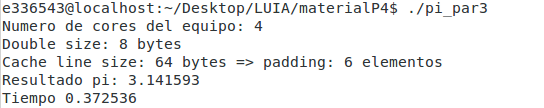 e336543@localhost:~/Desktop/LUIA/materialP4$ ./pi_par3
Numero de cores del equipo: 4
Double size: 8 bytes
Cache line size: 64 bytes => padding: 6 elementos
Resultado pi: 3.141593
Tiempo 0.372536